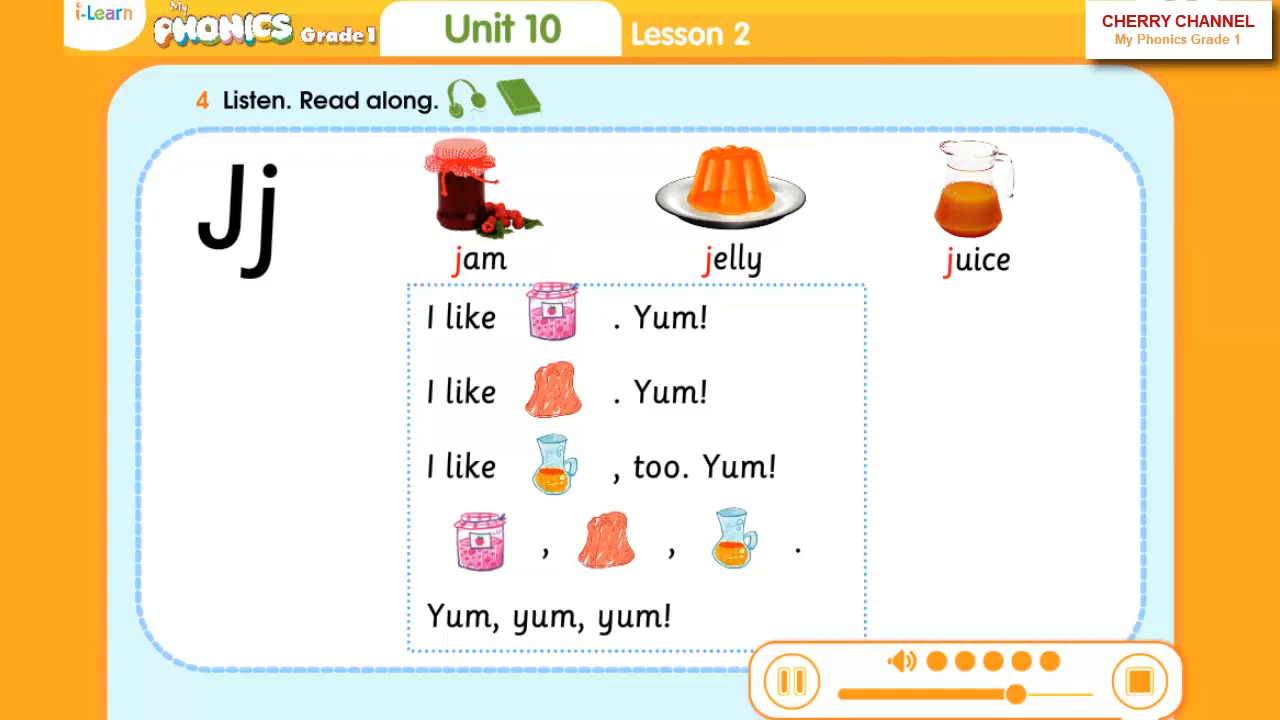 i-Learn
My
PHONICS Grade 1
Unit 10
Lesson 2
CHERRY CHANNEL
My Phonics Grade 1
4 Listen. Read along.
Jj
jam jelly juice
I like . Yum!
I like . Yum!
I like , too. Yum!
, , .
Yum, yum, yum!